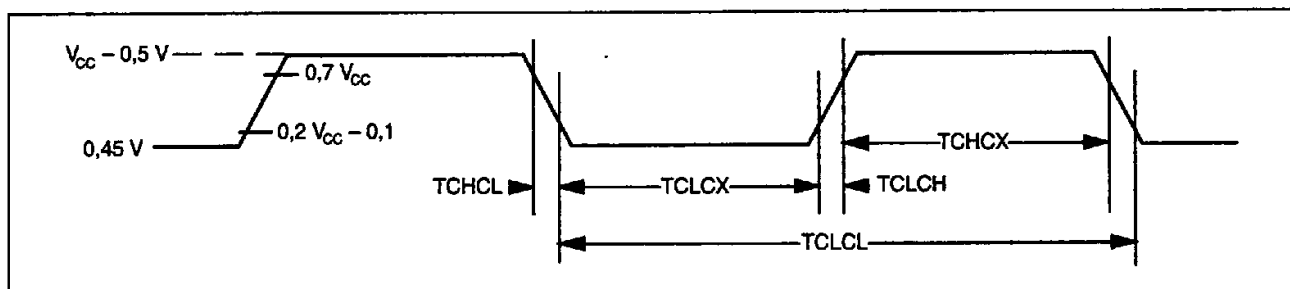 V_CC – 0,5 V
0,7 V_CC
0,2 V_CC – 0,1
0,45 V
TCHCX
TCHCL
TCLCX
TCLCH
TCLCL